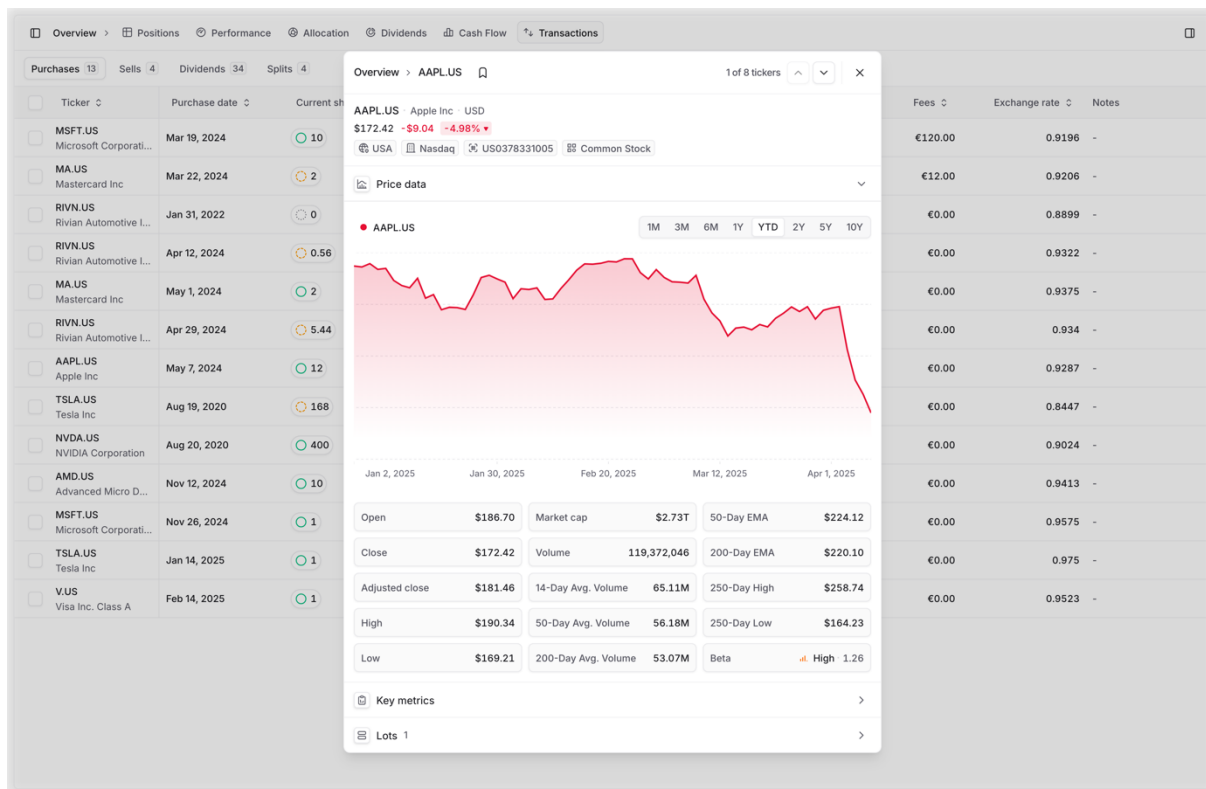 Overview > Positions Performance Allocation Dividends Cash Flow Transactions
Purchases 13 Sells 4 Dividends 34 Splits 4
Ticker Purchase date Current sh Fees Exchange rate Notes
MSFT.US
Microsoft Corporati... Mar 19, 2024 10 €120.00 0.9196 -
MA.US
Mastercard Inc Mar 22, 2024 2 €12.00 0.9206 -
RIVN.US
Rivian Automotive I... Jan 31, 2022 0 €0.00 0.8899 -
RIVN.US
Rivian Automotive I... Apr 12, 2024 0.56 €0.00 0.9322 -
MA.US
Mastercard Inc May 1, 2024 2 €0.00 0.9375 -
RIVN.US
Rivian Automotive I... Apr 29, 2024 5.44 €0.00 0.934 -
AAPL.US
Apple Inc May 7, 2024 12 €0.00 0.9287 -
TSLA.US
Tesla Inc Aug 19, 2020 168 €0.00 0.8447 -
NVDA.US
NVIDIA Corporation Aug 20, 2020 400 €0.00 0.9024 -
AMD.US
Advanced Micro D... Nov 12, 2024 10 €0.00 0.9413 -
MSFT.US
Microsoft Corporati... Nov 26, 2024 1 €0.00 0.9575 -
TSLA.US
Tesla Inc Jan 14, 2025 1 €0.00 0.975 -
V.US
Visa Inc. Class A Feb 14, 2025 1 €0.00 0.9523 -
Overview > AAPL.US 1 of 8 tickers
AAPL.US · Apple Inc · USD
$172.42 -$9.04 -4.98%
USA Nasdaq US0378331005 Common Stock
Price data
AAPL.US 1M 3M 6M 1Y YTD 2Y 5Y 10Y
Jan 2, 2025 Jan 30, 2025 Feb 20, 2025 Mar 12, 2025 Apr 1, 2025
Open $186.70 Market cap $2.73T 50-Day EMA $224.12
Close $172.42 Volume 119,372,046 200-Day EMA $220.10
Adjusted close $181.46 14-Day Avg. Volume 65.11M 250-Day High $258.74
High $190.34 50-Day Avg. Volume 56.18M 250-Day Low $164.23
Low $169.21 200-Day Avg. Volume 53.07M Beta High · 1.26
Key metrics
Lots 1